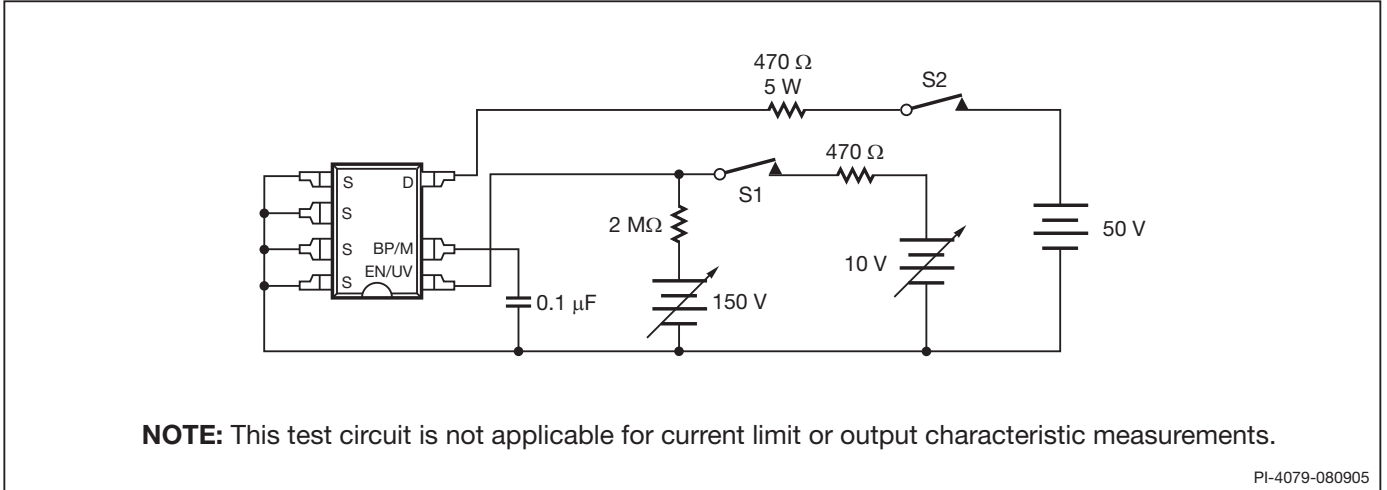 470 Ω
5 W
S2
470 Ω
S1
S
D
S
S
BP/M
EN/UV
S
2 MΩ
0.1 µF
150 V
10 V
50 V
NOTE: This test circuit is not applicable for current limit or output characteristic measurements.
PI-4079-080905